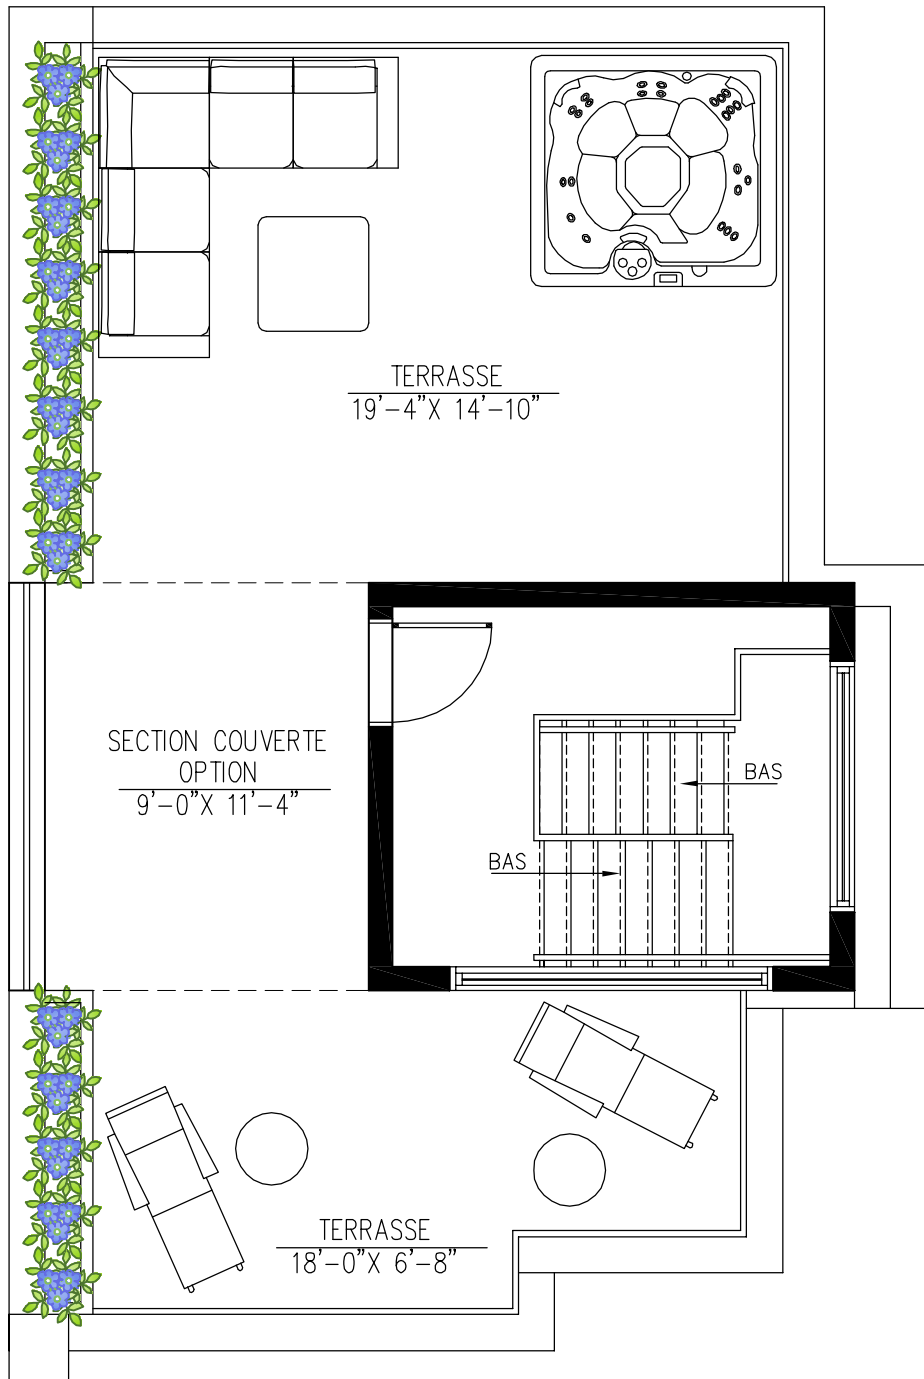 TERRASSE
19'-4"X 14'-10"
SECTION COUVERTE
OPTION
9'-0"X 11'-4"
BAS
BAS
TERRASSE
18'-0"X 6'-8"